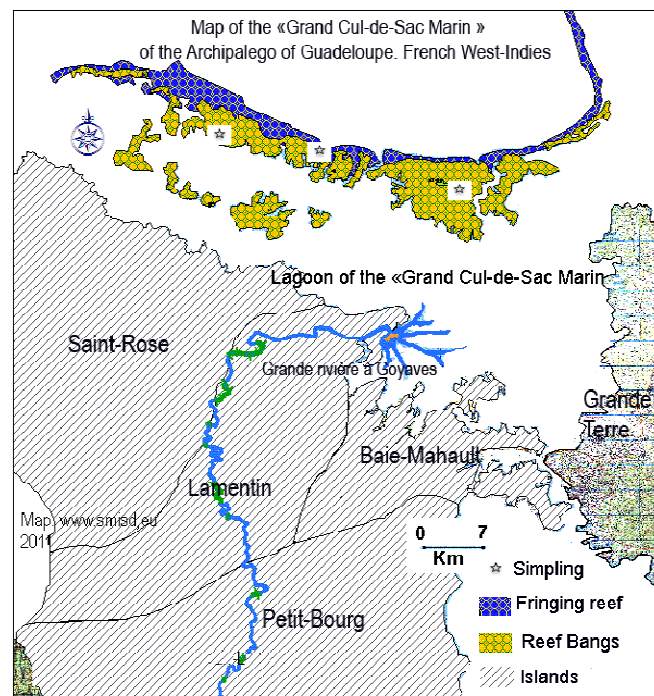 Map of the «Grand Cul-de-Sac Marin »
of the Archipalego of Guadeloupe. French West-Indies
Lagoon of the «Grand Cul-de-Sac Marin
Saint-Rose
Grande rivière à Goyaves
Grande
Terre
Baie-Mahault
Lamentin
Map: www.smisd.eu
2011
0 7
Km
Simpling
Fringing reef
Petit-Bourg
Reef Bangs
Islands